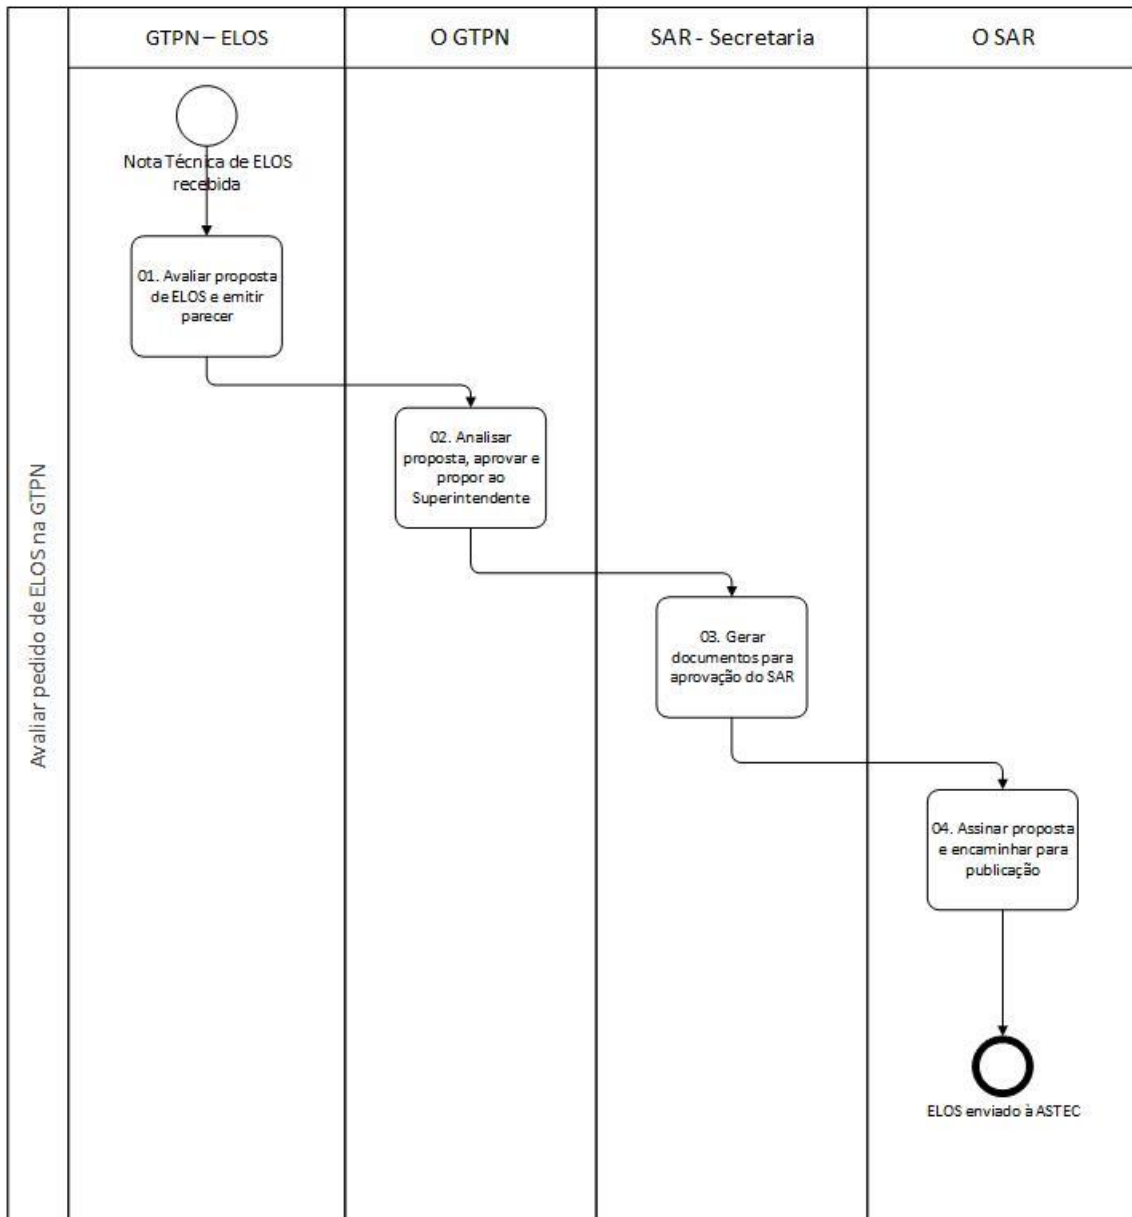 GTPN – ELOS
O GTPN
SAR - Secretaria
O SAR
Avaliar pedido de ELOS na GTPN
Nota Técnica de ELOS
recebida
01. Avaliar proposta
de ELOS e emitir
parecer
02. Analisar
proposta, aprovar e
propor ao
Superintendente
03. Gerar
documentos para
aprovação do SAR
04. Assinar proposta
e encaminhar para
publicação
ELOS enviado à ASTEC